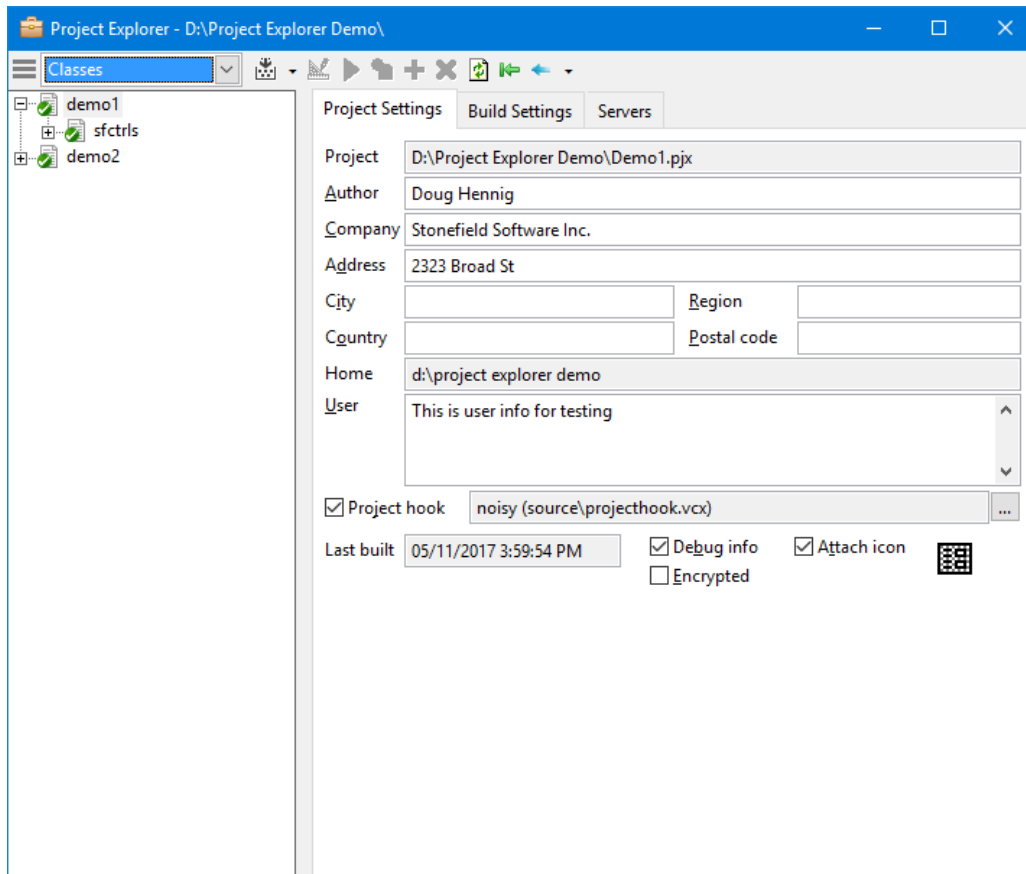 Project Explorer - D:\Project Explorer Demo\
Classes
demo1
sfctrls
demo2
Project Settings Build Settings Servers
Project D:\Project Explorer Demo\Demo1.pjx
Author Doug Hennig
Company Stonefield Software Inc.
Address 2323 Broad St
City Region
Country Postal code
Home d:\project explorer demo
User This is user info for testing
Project hook noisy (source\projecthook.vcx) ...
Last built 05/11/2017 3:59:54 PM Debug info Attach icon
Encrypted